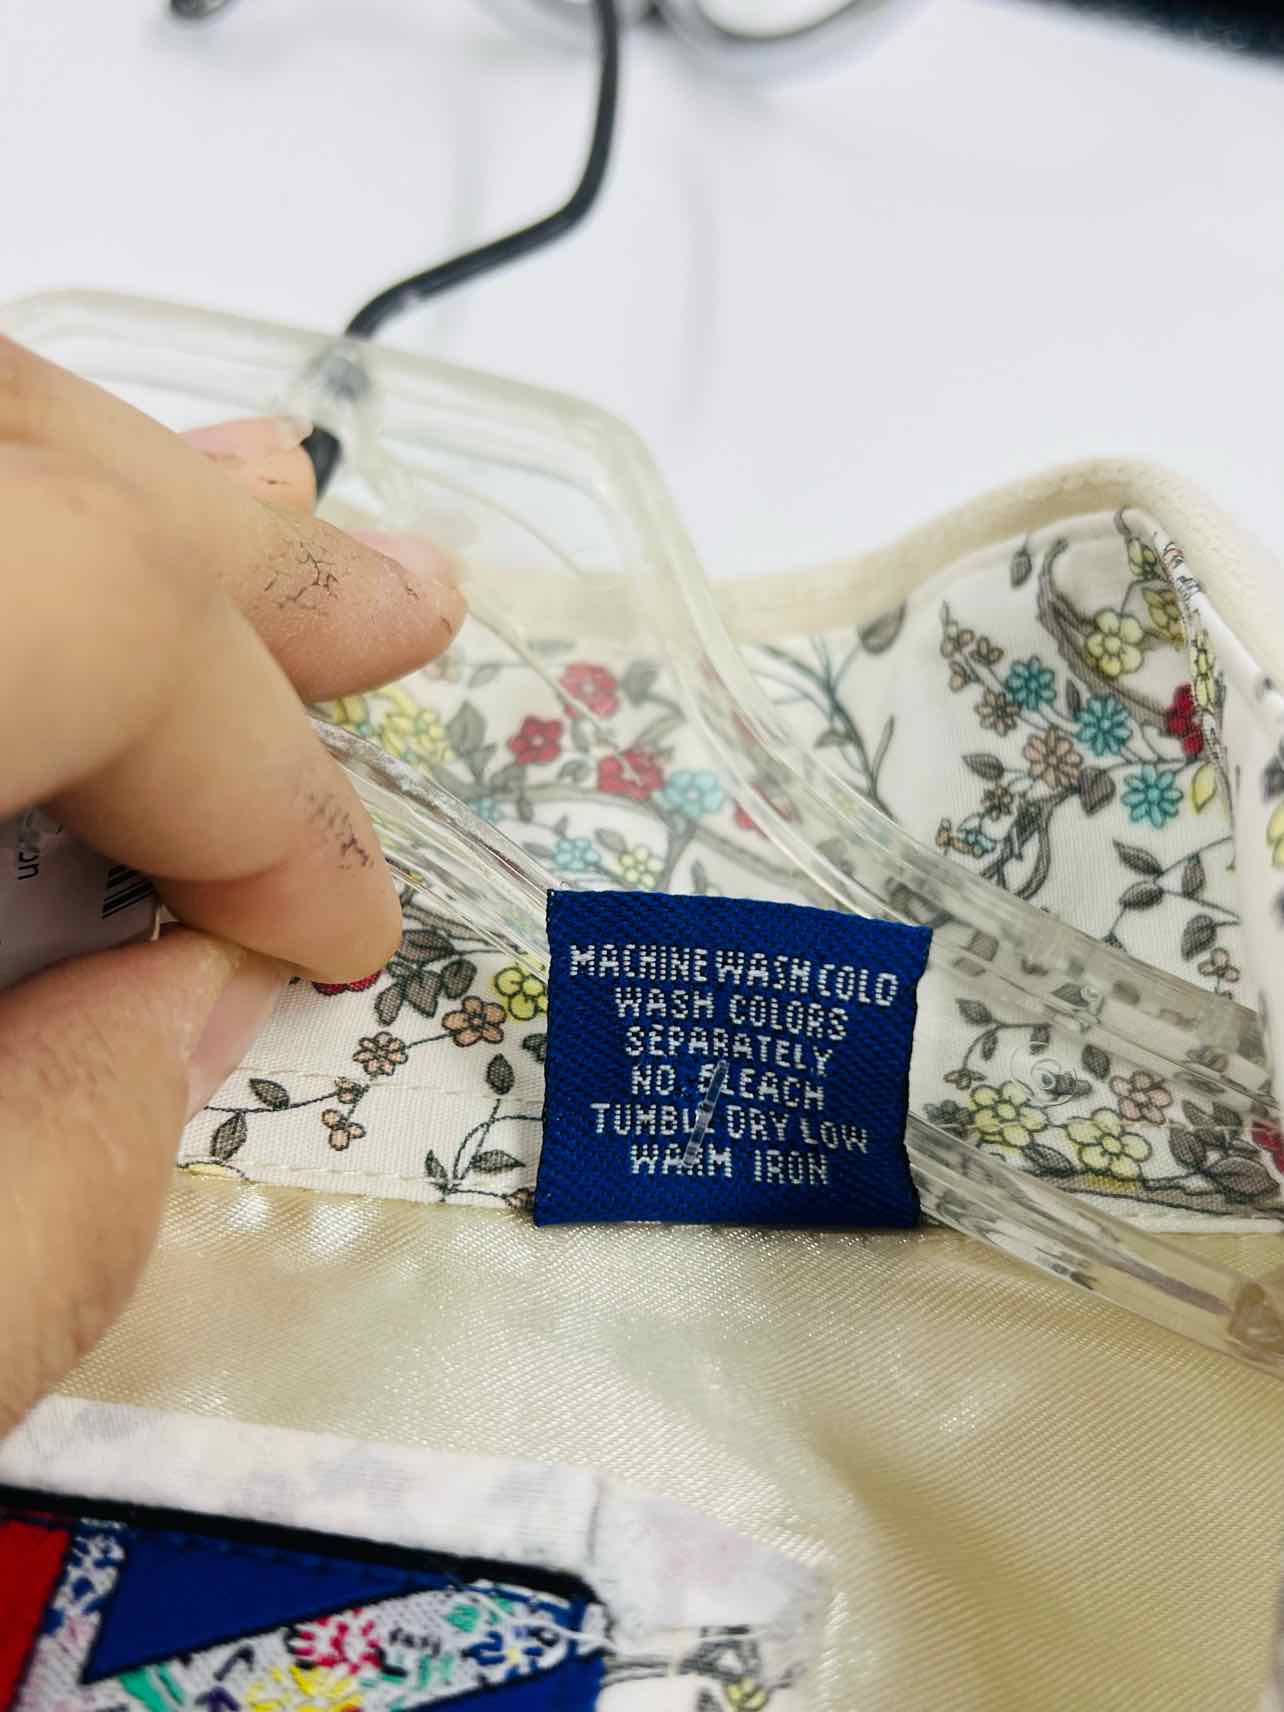 MACHINE WASH COLD
WASH COLORS
SEPARATELY
NO BLEACH
TUMBLE DRY LOW
WARM IRON